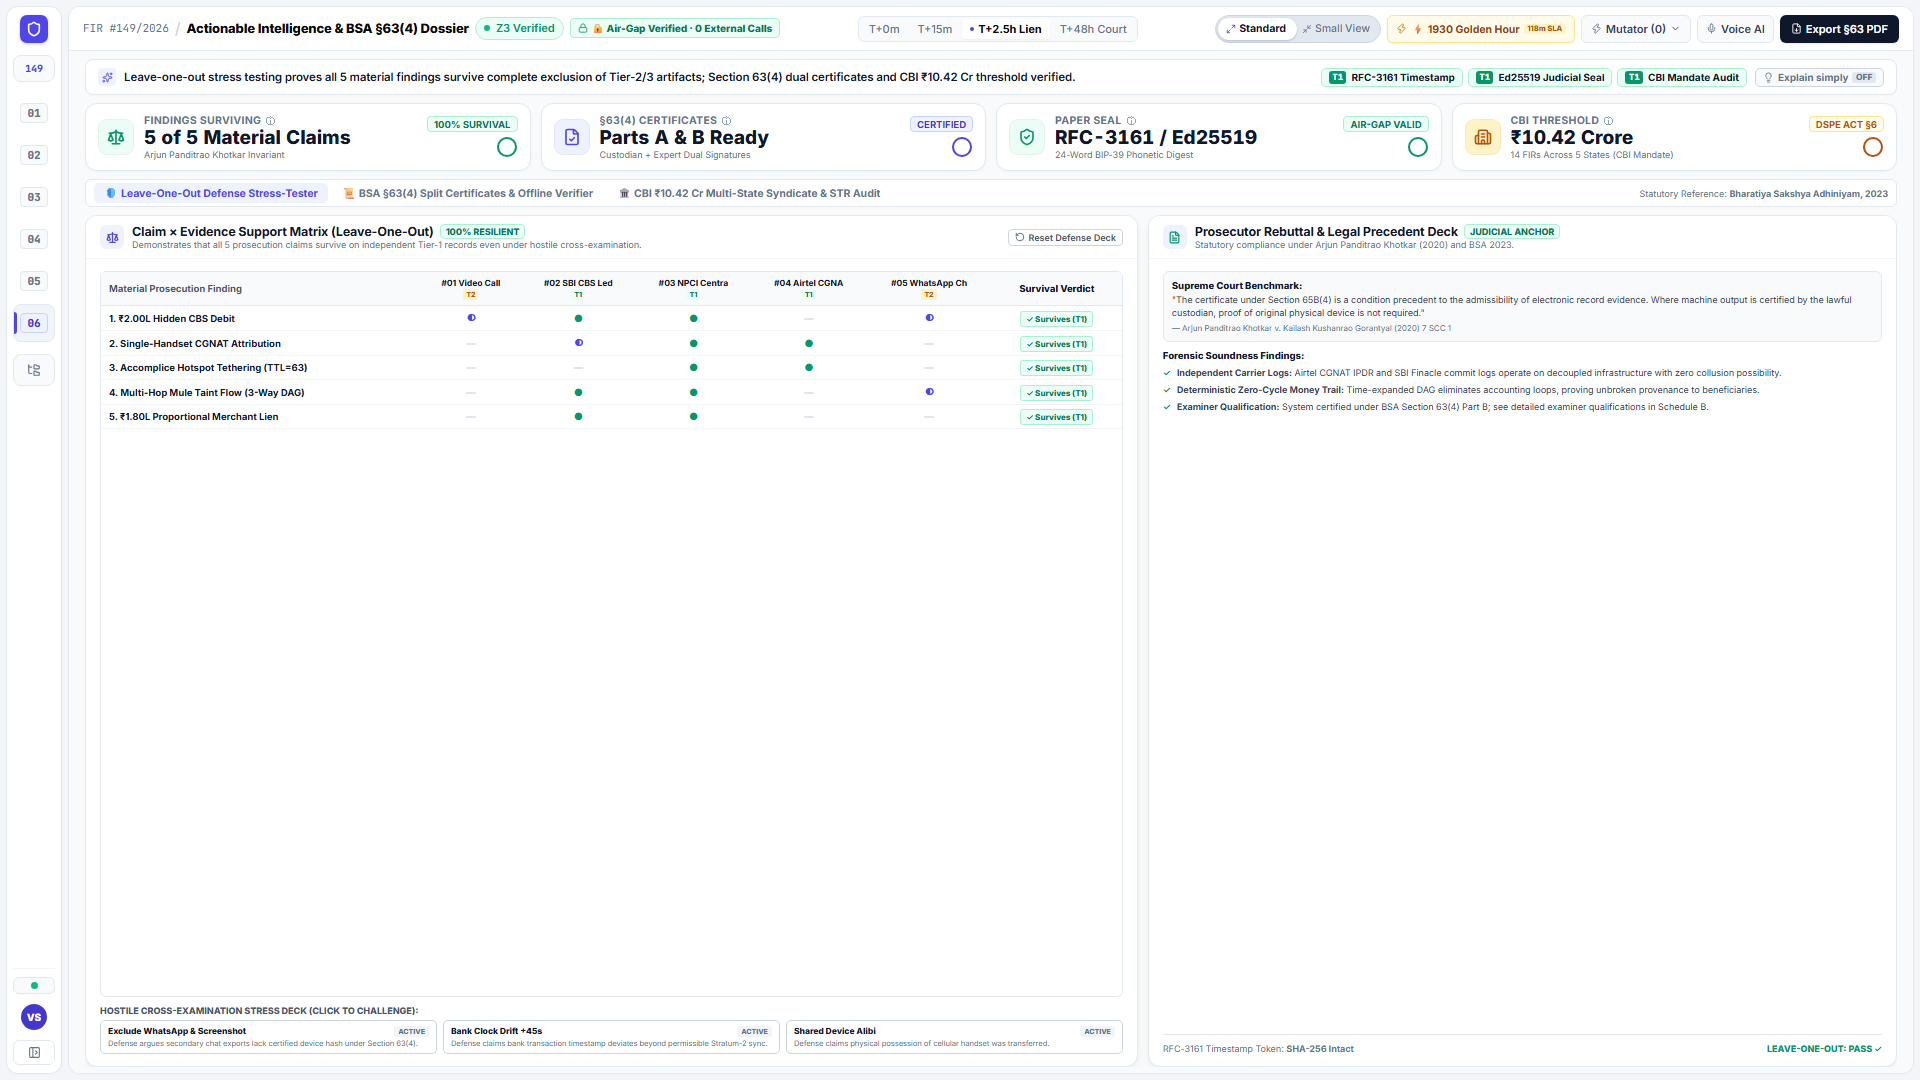 FIR #149/2026 / Actionable Intelligence & BSA §63(4) Dossier
Z3 Verified
Air-Gap Verified · 0 External Calls
T+0m
T+15m
T+2.5h Lien
T+48h Court
Standard
Small View
1930 Golden Hour 118m SLA
Mutator (0)
Voice AI
Export §63 PDF
149
01
02
03
04
05
06
VS
Leave-one-out stress testing proves all 5 material findings survive complete exclusion of Tier-2/3 artifacts; Section 63(4) dual certificates and CBI ₹10.42 Cr threshold verified.
T1 RFC-3161 Timestamp
T1 Ed25519 Judicial Seal
T1 CBI Mandate Audit
Explain simply OFF
FINDINGS SURVIVING
100% SURVIVAL
5 of 5 Material Claims
Arjun Panditrao Khotkar Invariant
§63(4) CERTIFICATES
CERTIFIED
Parts A & B Ready
Custodian + Expert Dual Signatures
PAPER SEAL
AIR-GAP VALID
RFC-3161 / Ed25519
24-Word BIP-39 Phonetic Digest
CBI THRESHOLD
DSPE ACT §6
₹10.42 Crore
14 FIRs Across 5 States (CBI Mandate)
Leave-One-Out Defense Stress-Tester
BSA §63(4) Split Certificates & Offline Verifier
CBI ₹10.42 Cr Multi-State Syndicate & STR Audit
Statutory Reference: Bharatiya Sakshya Adhiniyam, 2023
Claim × Evidence Support Matrix (Leave-One-Out) 100% RESILIENT
Demonstrates that all 5 prosecution claims survive on independent Tier-1 records even under hostile cross-examination.
Reset Defense Deck
Material Prosecution Finding
#01 Video Call T2
#02 SBI CBS Led T1
#03 NPCI Centra T1
#04 Airtel CGNA T1
#05 WhatsApp Ch T2
Survival Verdict
1. ₹2.00L Hidden CBS Debit — ✓ Survives (T1)
2. Single-Handset CGNAT Attribution — — ✓ Survives (T1)
3. Accomplice Hotspot Tethering (TTL=63) — — — ✓ Survives (T1)
4. Multi-Hop Mule Taint Flow (3-Way DAG) — — ✓ Survives (T1)
5. ₹1.80L Proportional Merchant Lien — — — ✓ Survives (T1)
HOSTILE CROSS-EXAMINATION STRESS DECK (CLICK TO CHALLENGE):
Exclude WhatsApp & Screenshot ACTIVE
Defense argues secondary chat exports lack certified device hash under Section 63(4).
Bank Clock Drift +45s ACTIVE
Defense claims bank transaction timestamp deviates beyond permissible Stratum-2 sync.
Shared Device Alibi ACTIVE
Defense claims physical possession of cellular handset was transferred.
Prosecutor Rebuttal & Legal Precedent Deck JUDICIAL ANCHOR
Statutory compliance under Arjun Panditrao Khotkar (2020) and BSA 2023.
Supreme Court Benchmark:
"The certificate under Section 65B(4) is a condition precedent to the admissibility of electronic record evidence. Where machine output is certified by the lawful
custodian, proof of original physical device is not required."
— Arjun Panditrao Khotkar v. Kailash Kushanrao Gorantyal (2020) 7 SCC 1
Forensic Soundness Findings:
✓ Independent Carrier Logs: Airtel CGNAT IPDR and SBI Finacle commit logs operate on decoupled infrastructure with zero collusion possibility.
✓ Deterministic Zero-Cycle Money Trail: Time-expanded DAG eliminates accounting loops, proving unbroken provenance to beneficiaries.
✓ Examiner Qualification: System certified under BSA Section 63(4) Part B; see detailed examiner qualifications in Schedule B.
RFC-3161 Timestamp Token: SHA-256 Intact
LEAVE-ONE-OUT: PASS ✓